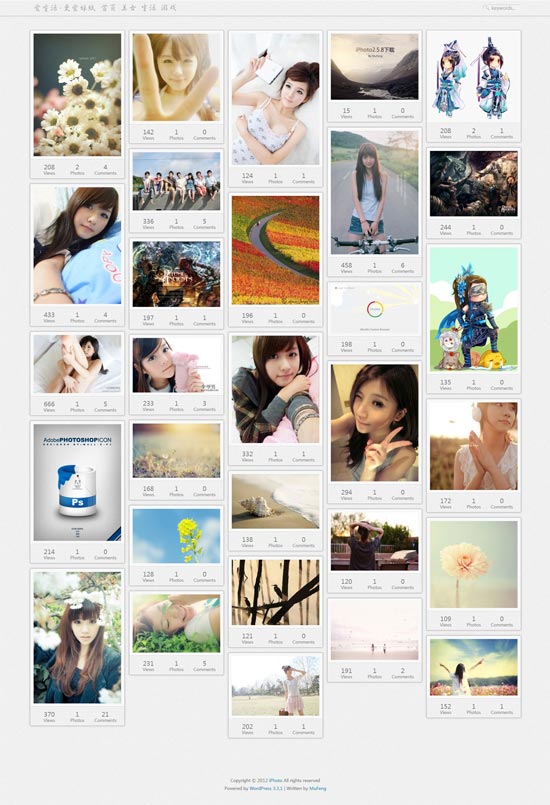 爱生活·更爱妹纸 首頁 美女 生活 游戏
keywords...
208 2 4
Views Photos Comments
433 1 4
Views Photos Comments
666 1 5
Views Photos Comments
AdobePHOTOSHOPICON
Ps
214 1 0
Views Photos Comments
370 1 21
Views Photos Comments
142 1 0
Views Photos Comments
336 1 5
Views Photos Comments
197 1 1
Views Photos Comments
233 1 3
Views Photos Comments
168 1 0
Views Photos Comments
128 1 0
Views Photos Comments
231 1 5
Views Photos Comments
124 1 1
Views Photos Comments
196 1 0
Views Photos Comments
332 1 1
Views Photos Comments
138 1 0
Views Photos Comments
121 1 0
Views Photos Comments
202 1 1
Views Photos Comments
iPhoto2.5.8下載
15 1 0
Views Photos Comments
458 1 6
Views Photos Comments
198 1 0
Views Photos Comments
294 1 0
Views Photos Comments
120 1 0
Views Photos Comments
191 1 2
Views Photos Comments
208 2 1
Views Photos Comments
244 1 0
Views Photos Comments
135 1 0
Views Photos Comments
172 1 0
Views Photos Comments
109 1 0
Views Photos Comments
152 1 1
Views Photos Comments
Copyright © 2012 iPhoto All rights reserved
Powered by WordPress 3.3.1 | Written by MuFeng